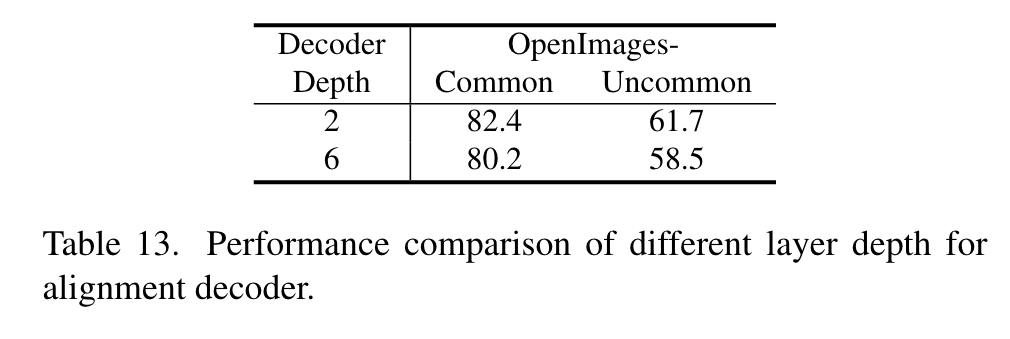 Decoder OpenImages-
Depth Common Uncommon
2 82.4 61.7
6 80.2 58.5
Table 13. Performance comparison of different layer depth for
alignment decoder.